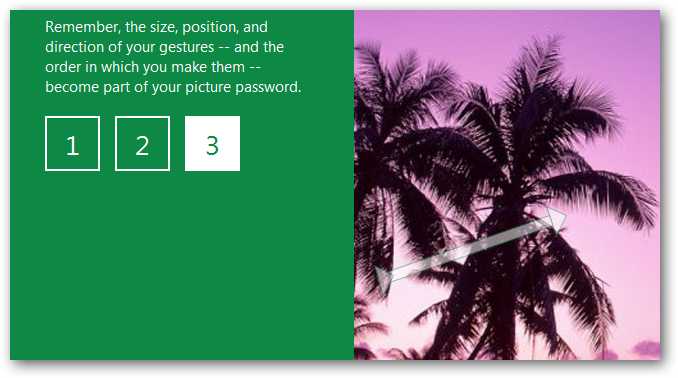 Remember, the size, position, and
direction of your gestures -- and the
order in which you make them --
become part of your picture password.
1 2 3